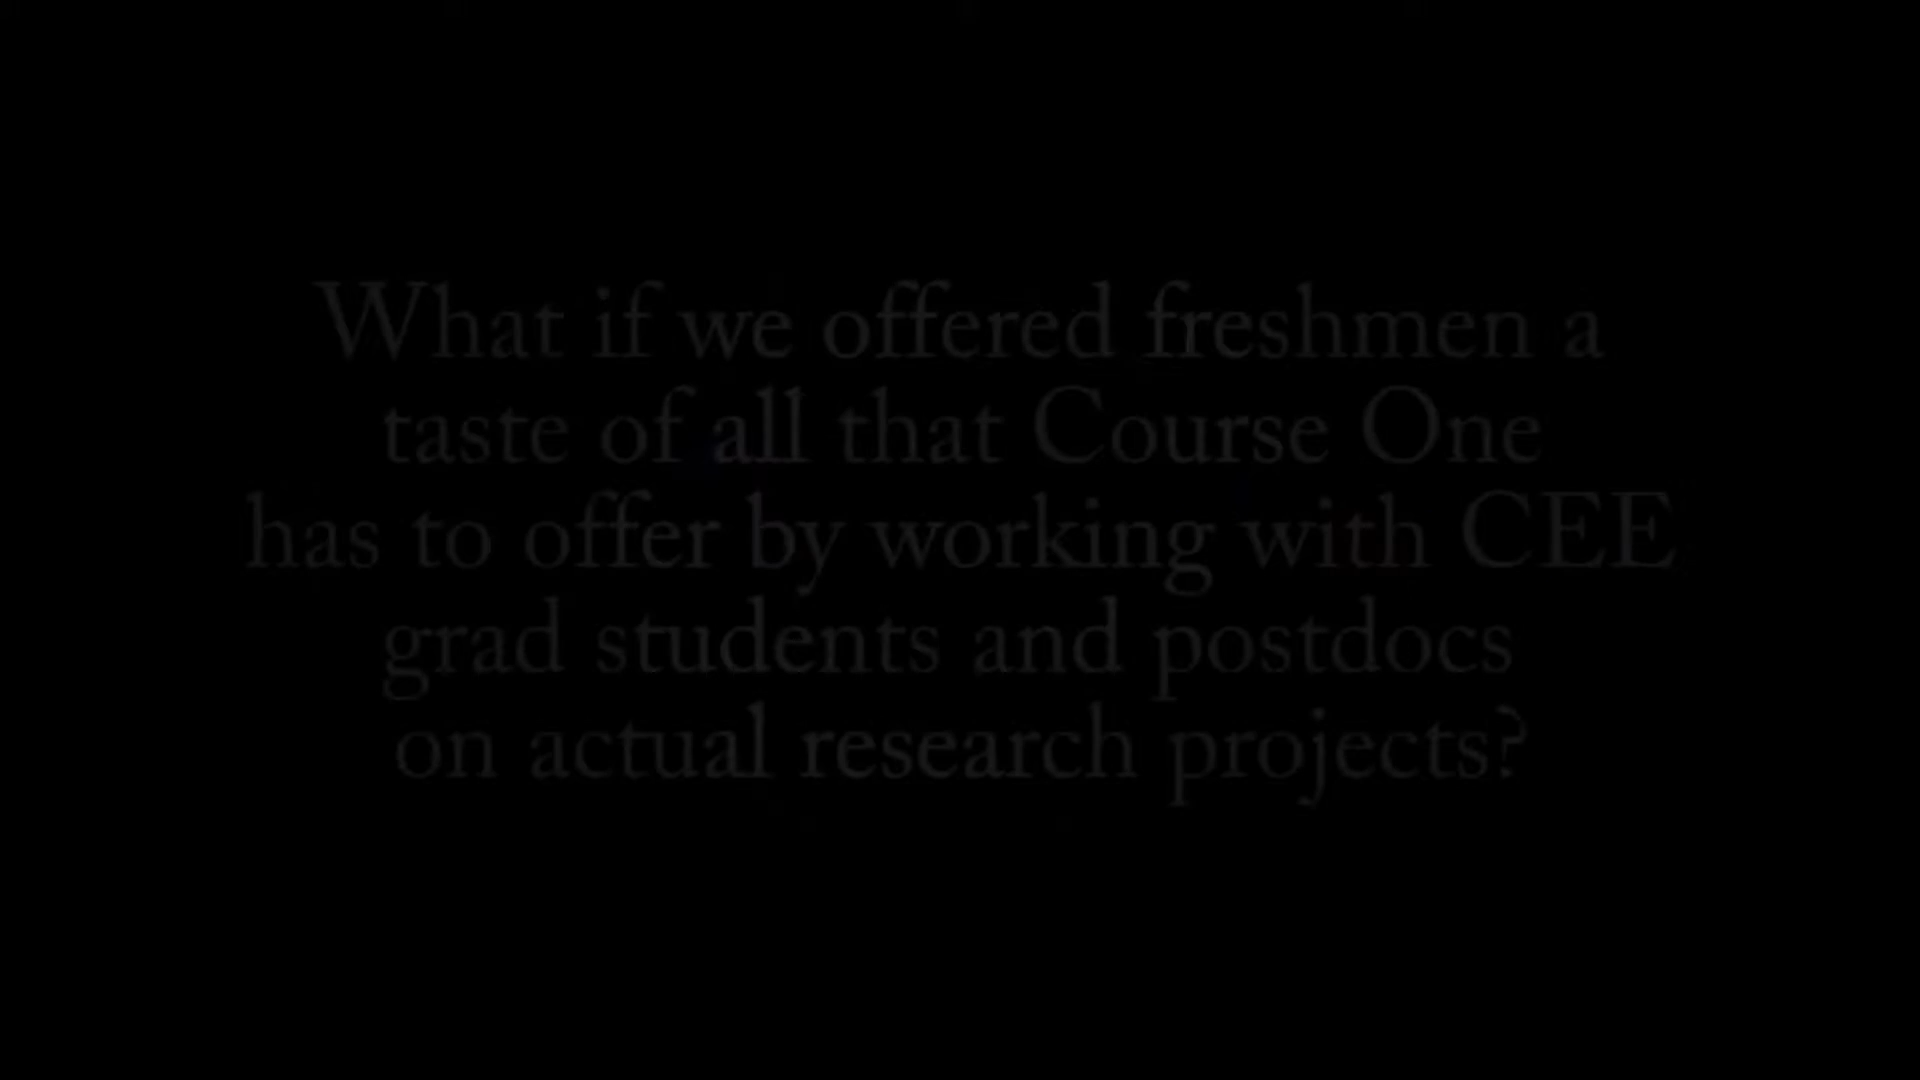 What if we offered freshmen a
taste of all that Course One
has to offer by working with CEE
grad students and postdocs
on actual research projects?